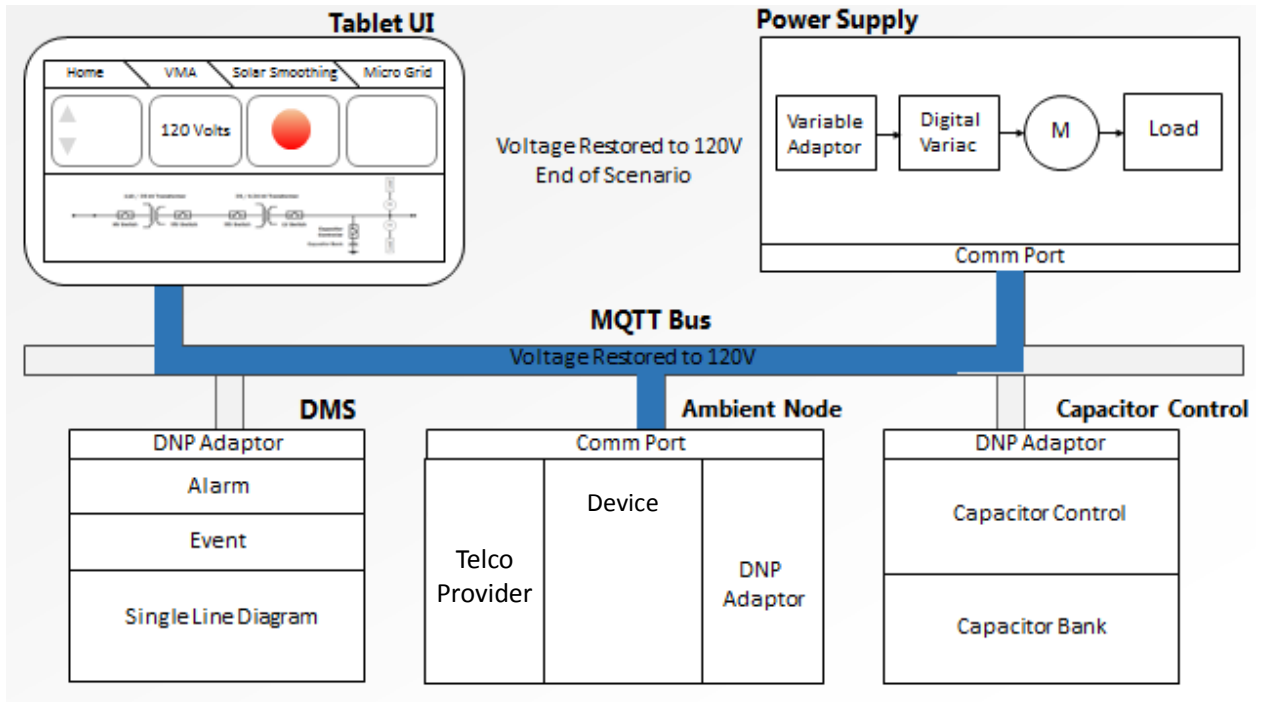 Tablet UI
Power Supply
Home
VMA
Solar Smoothing
Micro Grid
120 Volts
Voltage Restored to 120V
End of Scenario
Variable
Adaptor
Digital
Variac
M
Load
Comm Port
Capacitor Bank
MQTT Bus
Voltage Restored to 120V
DMS
Ambient Node
Capacitor Control
DNP Adaptor
Alarm
Event
Single Line Diagram
Comm Port
Telco
Provider
Device
DNP
Adaptor
DNP Adaptor
Capacitor Control
Capacitor Bank